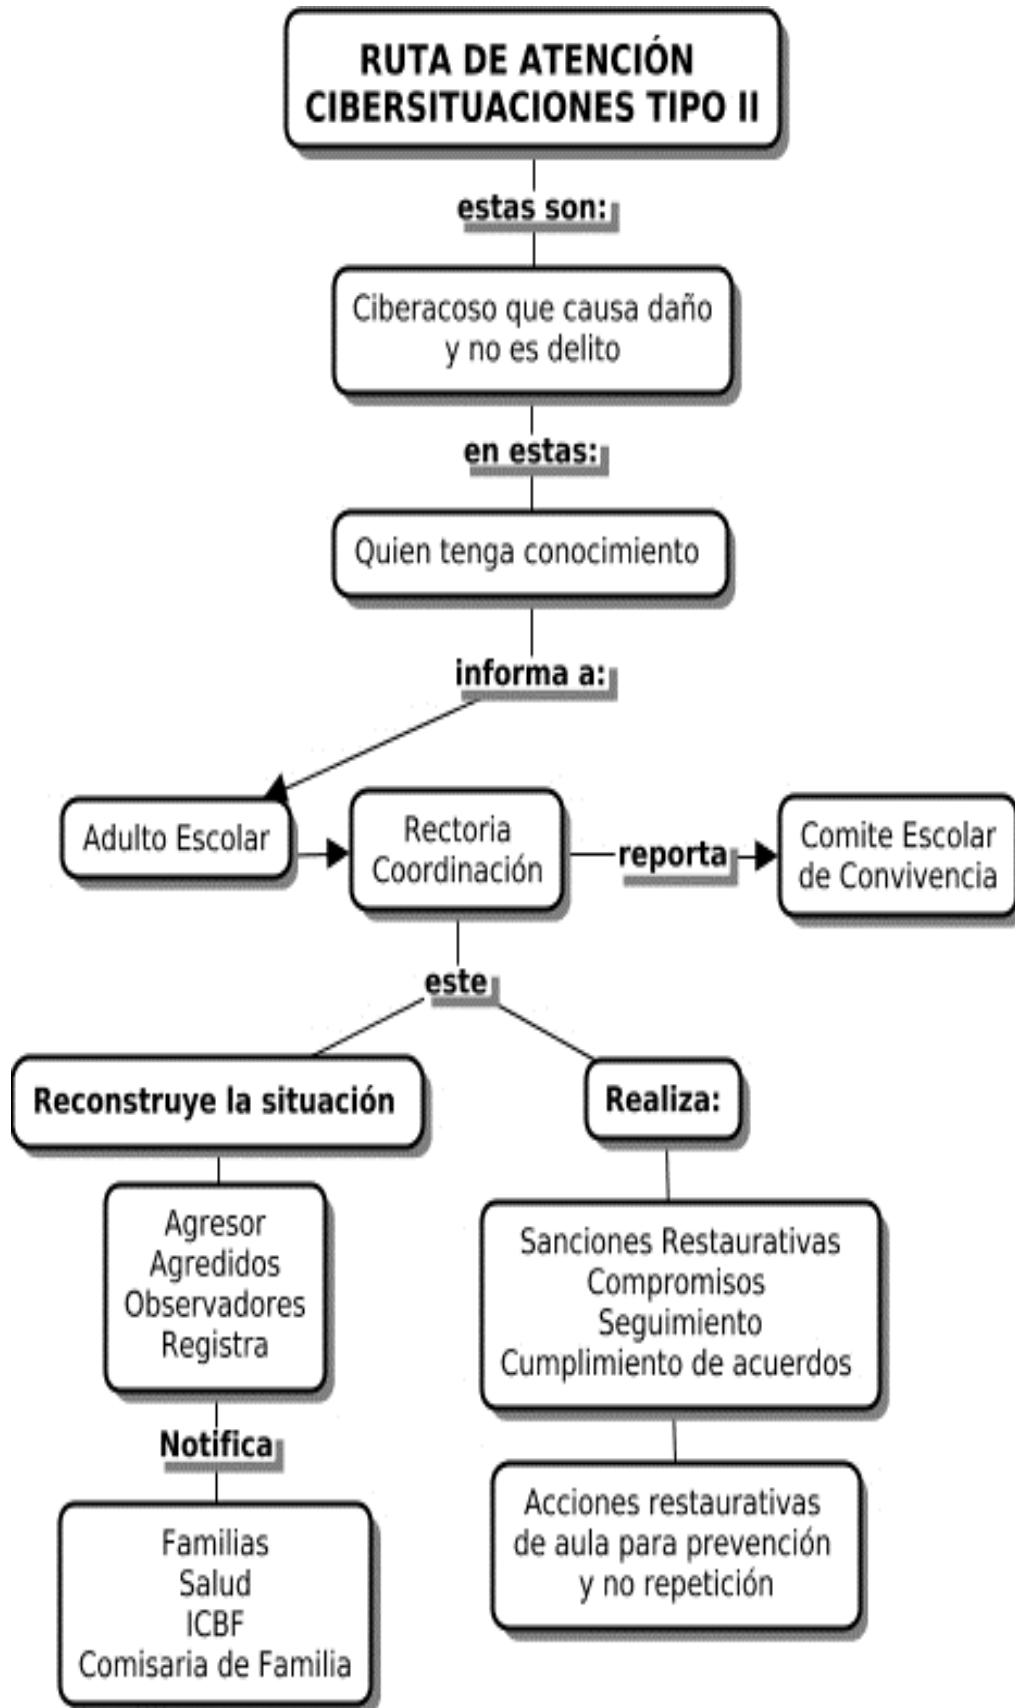 RUTA DE ATENCIÓN
CIBERSITUACIONES TIPO II
estas son:
Ciberacoso que causa daño
y no es delito
en estas:
Quien tenga conocimiento
informa a:
Adulto Escolar
Rectoria
Coordinación
reporta
Comite Escolar
de Convivencia
este
Reconstruye la situación
Agresor
Agredidos
Observadores
Registra
Notifica
Familias
Salud
ICBF
Comisaria de Familia
Realiza:
Sanciones Restaurativas
Compromisos
Seguimiento
Cumplimiento de acuerdos
Acciones restaurativas
de aula para prevención
y no repetición